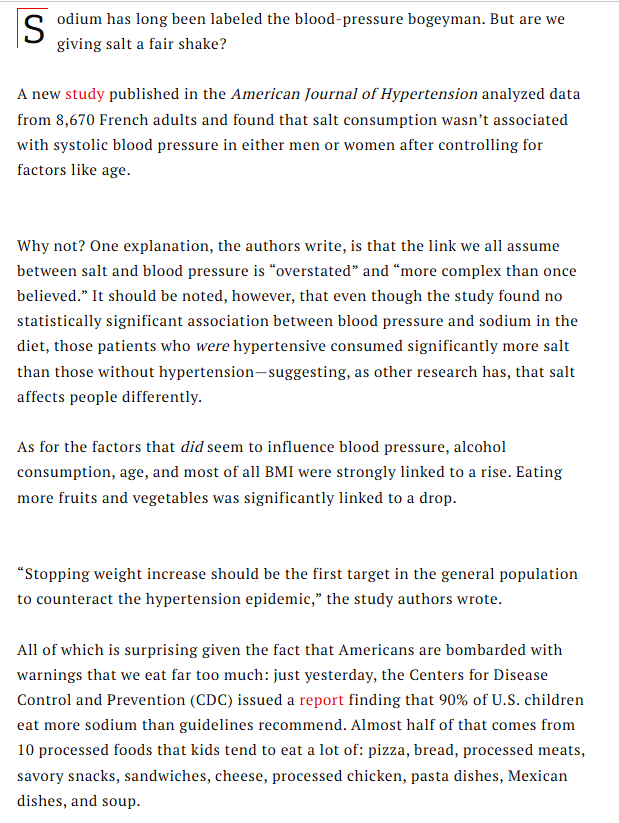 Sodium has long been labeled the blood-pressure bogeyman. But are we
giving salt a fair shake?
A new study published in the American Journal of Hypertension analyzed data
from 8,670 French adults and found that salt consumption wasn’t associated
with systolic blood pressure in either men or women after controlling for
factors like age.
Why not? One explanation, the authors write, is that the link we all assume
between salt and blood pressure is “overstated” and “more complex than once
believed.” It should be noted, however, that even though the study found no
statistically significant association between blood pressure and sodium in the
diet, those patients who were hypertensive consumed significantly more salt
than those without hypertension—suggesting, as other research has, that salt
affects people differently.
As for the factors that did seem to influence blood pressure, alcohol
consumption, age, and most of all BMI were strongly linked to a rise. Eating
more fruits and vegetables was significantly linked to a drop.
“Stopping weight increase should be the first target in the general population
to counteract the hypertension epidemic,” the study authors wrote.
All of which is surprising given the fact that Americans are bombarded with
warnings that we eat far too much: just yesterday, the Centers for Disease
Control and Prevention (CDC) issued a report finding that 90% of U.S. children
eat more sodium than guidelines recommend. Almost half of that comes from
10 processed foods that kids tend to eat a lot of: pizza, bread, processed meats,
savory snacks, sandwiches, cheese, processed chicken, pasta dishes, Mexican
dishes, and soup.